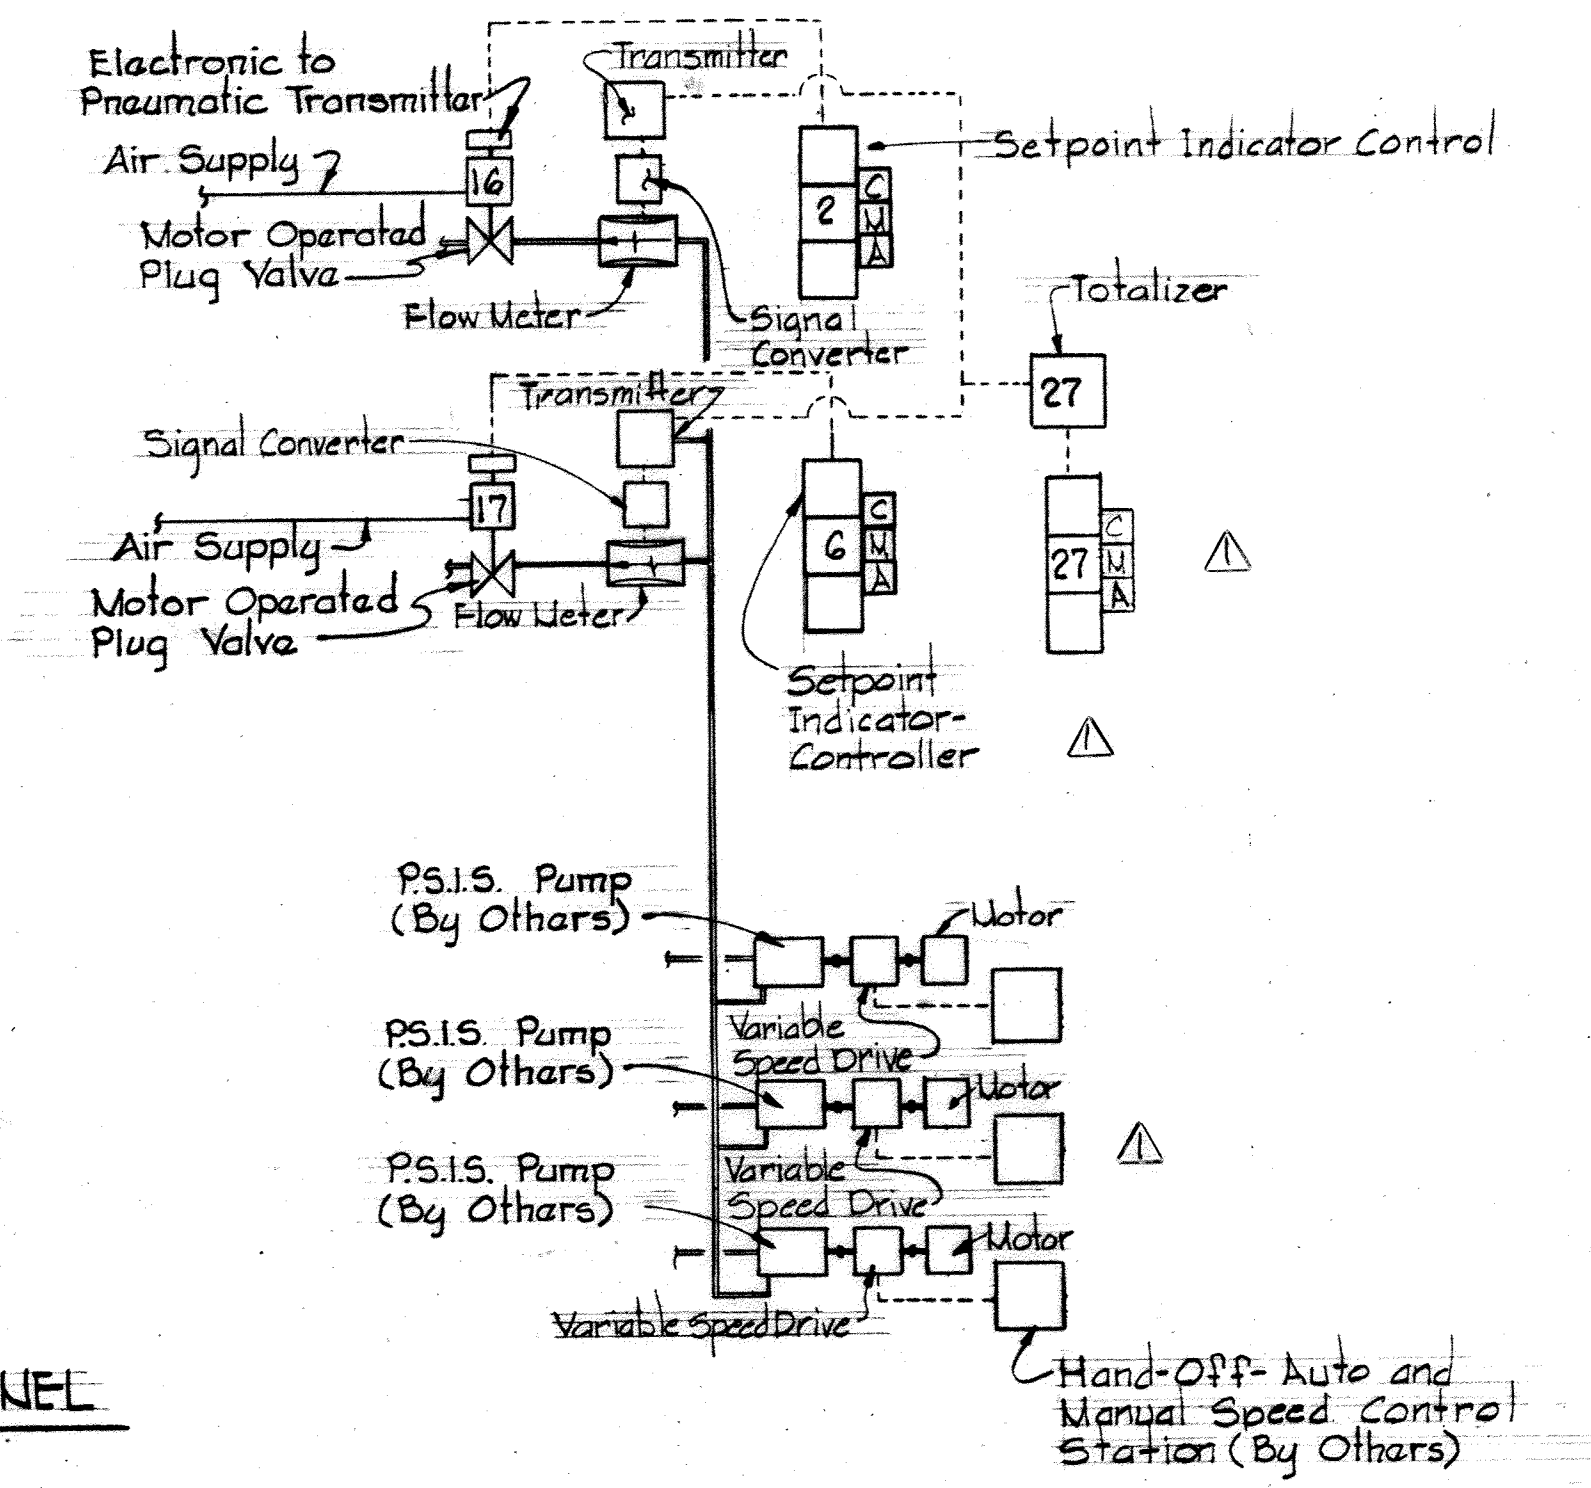 Electronic to
Pneumatic Transmitter
Transmitter
Air Supply
16
Setpoint Indicator Control
C
2
M
A
Motor Operated
Plug Valve
Flow Meter
Signal
Converter
Totalizer
27
Transmitter
Signal Converter
17
Air Supply
Motor Operated
Plug Valve
Flow Meter
C
6
M
A
C
27
M
A
1
Setpoint
Indicator-
Controller
1
P.S.I.S. Pump
(By Others)
Motor
Variable
Speed Drive
P.S.I.S. Pump
(By Others)
Motor
1
Variable
Speed Drive
P.S.I.S. Pump
(By Others)
Motor
Variable Speed Drive
Hand-Off-Auto and
Manual Speed Control
Station (By Others)
NEL